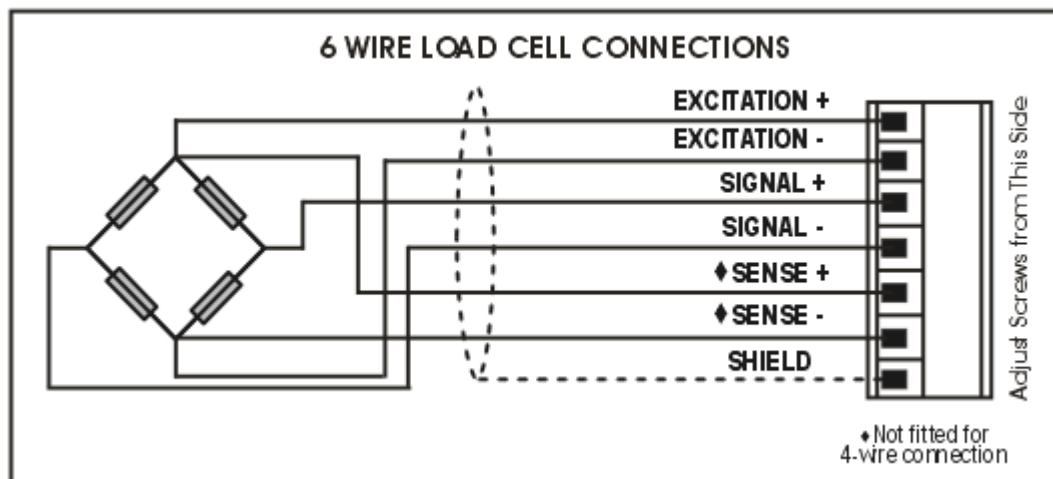 6 WIRE LOAD CELL CONNECTIONS
EXCITATION +
EXCITATION -
SIGNAL +
SIGNAL -
♦SENSE +
♦SENSE -
SHIELD
Adjust Screws from This Side
♦Not fitted for
4-wire connection